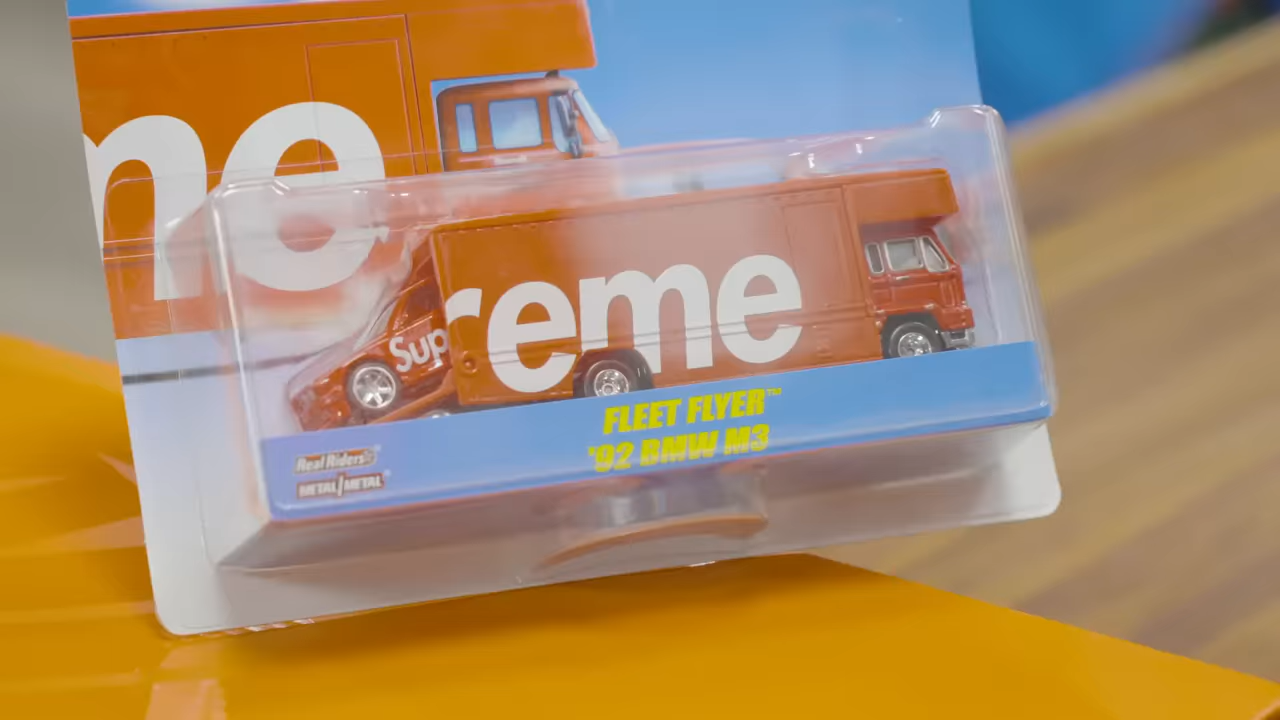 me
Sup
reme
FLEET FLYER™
'92 BMW M3
Real Riders
METAL/METAL